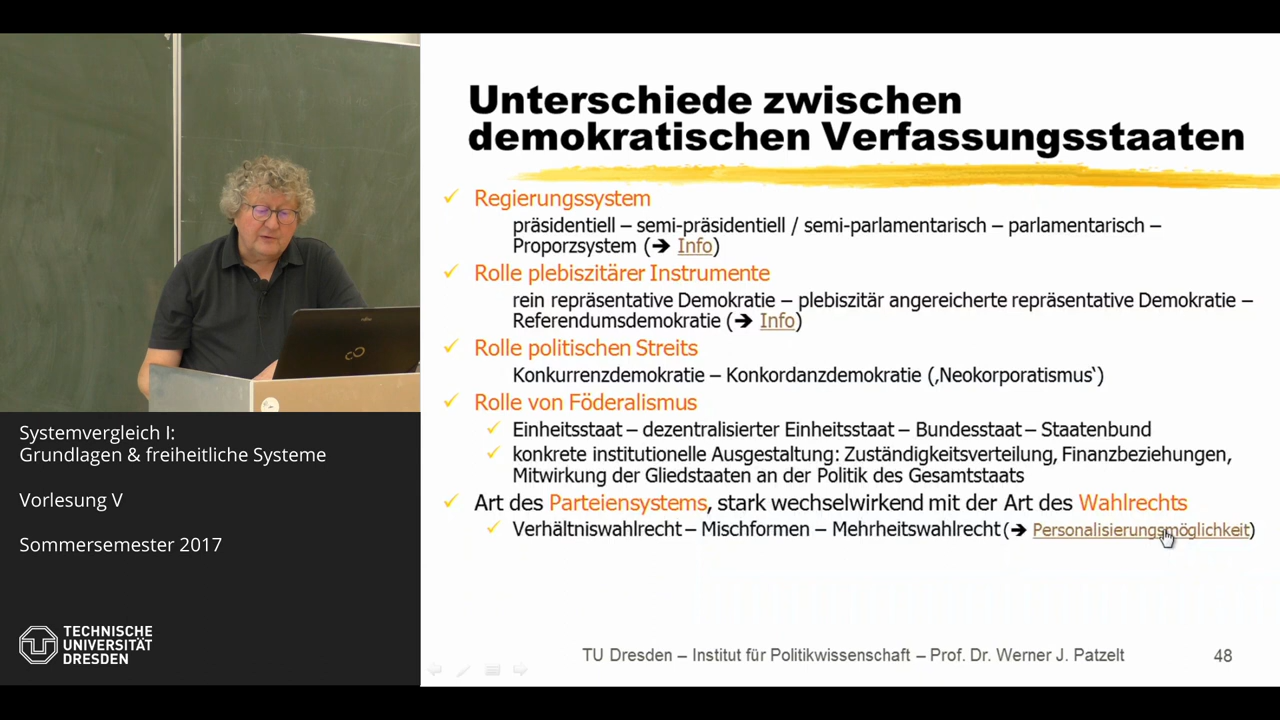 Unterschiede zwischen
demokratischen Verfassungsstaaten
Regierungssystem
präsidentiell – semi-präsidentiell / semi-parlamentarisch – parlamentarisch –
Proporzsystem (➔ Info)
Rolle plebiszitärer Instrumente
rein repräsentative Demokratie – plebiszitär angereicherte repräsentative Demokratie –
Referendumsdemokratie (➔ Info)
Rolle politischen Streits
Konkurrenzdemokratie – Konkordanzdemokratie (‚Neokorporatismus‘)
Rolle von Föderalismus
Einheitsstaat – dezentralisierter Einheitsstaat – Bundesstaat – Staatenbund
konkrete institutionelle Ausgestaltung: Zuständigkeitsverteilung, Finanzbeziehungen,
Mitwirkung der Gliedstaaten an der Politik des Gesamtstaats
Art des Parteiensystems, stark wechselwirkend mit der Art des Wahlrechts
Verhältniswahlrecht – Mischformen – Mehrheitswahlrecht (➔ Personalisierungsmöglichkeit)
TU Dresden – Institut für Politikwissenschaft – Prof. Dr. Werner J. Patzelt
48
Systemvergleich I:
Grundlagen & freiheitliche Systeme
Vorlesung V
Sommersemester 2017
TECHNISCHE
UNIVERSITÄT
DRESDEN